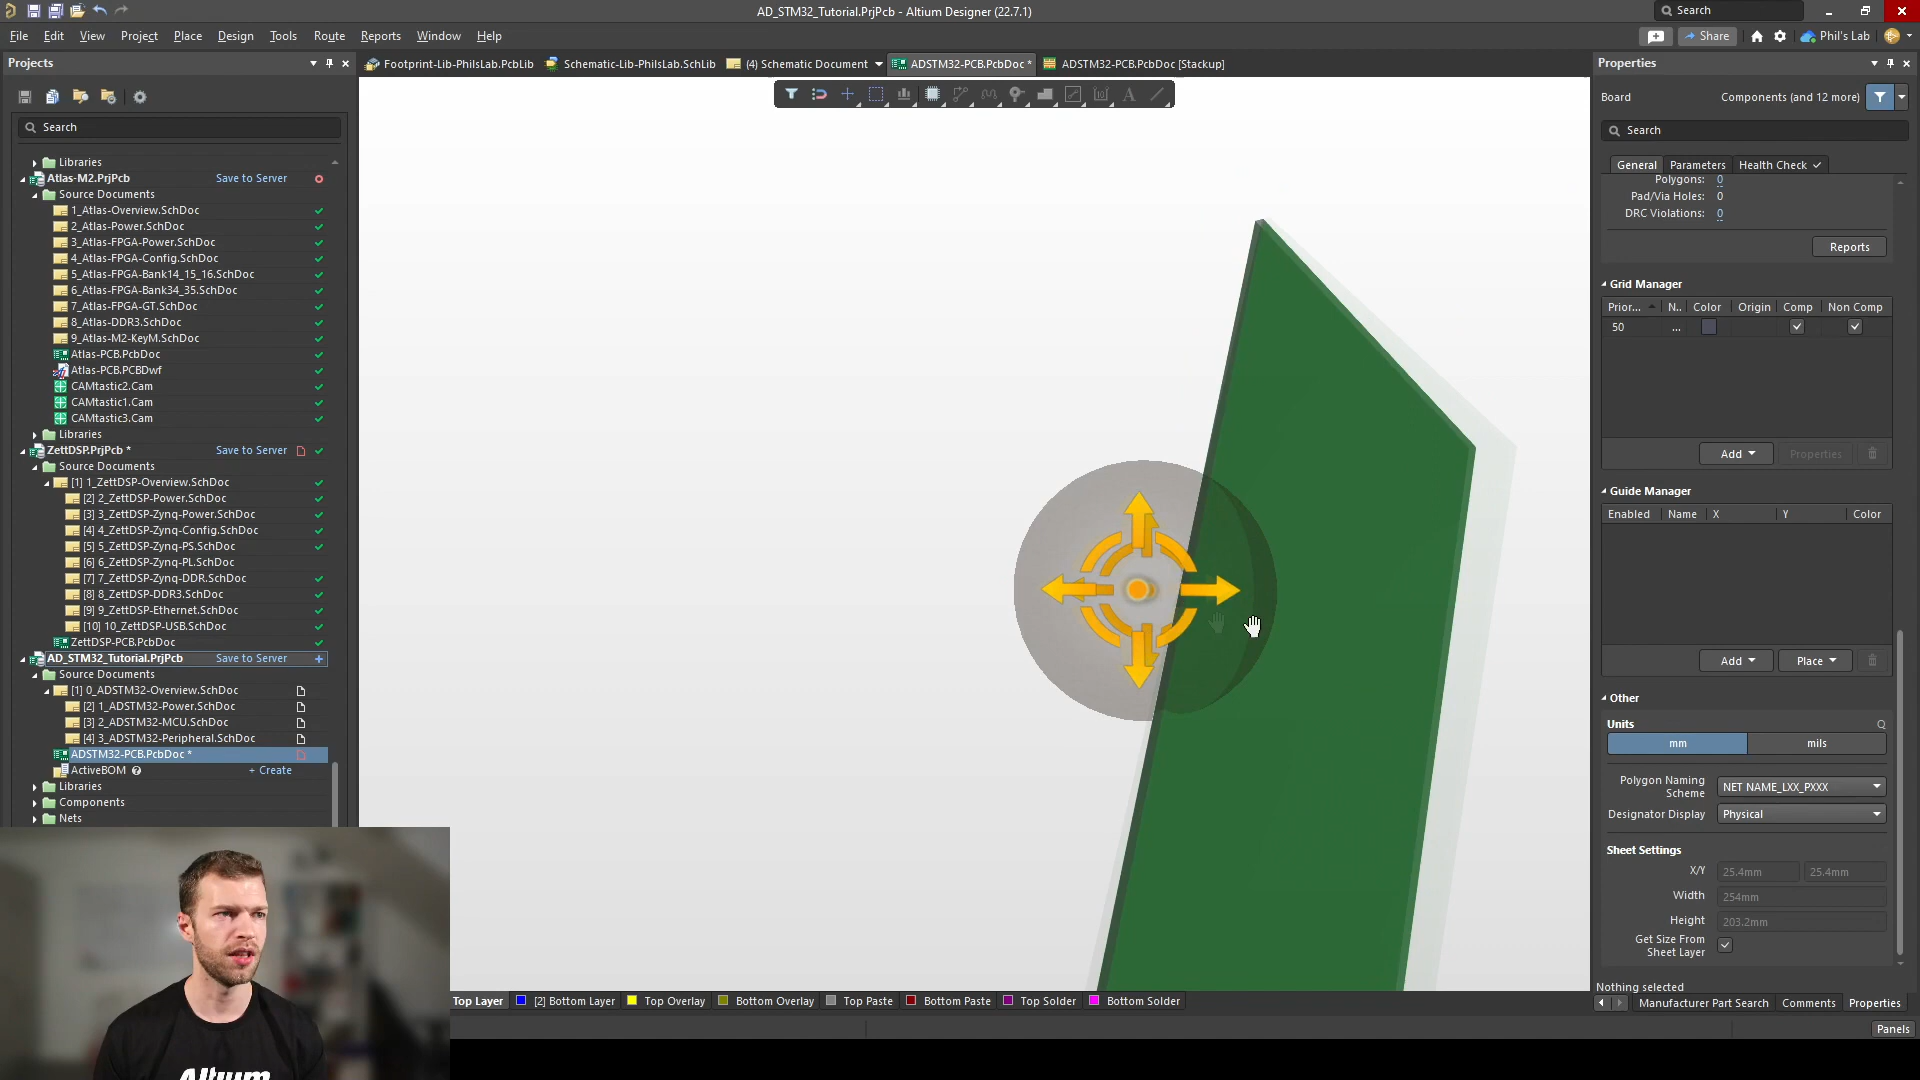 AD_STM32_Tutorial.PrjPcb - Altium Designer (22.7.1)
Search
File Edit View Project Place Design Tools Route Reports Window Help
Share
Phil's Lab
Projects
Search
Libraries
Atlas-M2.PrjPcb Save to Server
Source Documents
1_Atlas-Overview.SchDoc
2_Atlas-Power.SchDoc
3_Atlas-FPGA-Power.SchDoc
4_Atlas-FPGA-Config.SchDoc
5_Atlas-FPGA-Bank14_15_16.SchDoc
6_Atlas-FPGA-Bank34_35.SchDoc
7_Atlas-FPGA-GT.SchDoc
8_Atlas-DDR3.SchDoc
9_Atlas-M2-KeyM.SchDoc
Atlas-PCB.PcbDoc
Atlas-PCB.PCBDwf
CAMtastic2.Cam
CAMtastic1.Cam
CAMtastic3.Cam
Libraries
ZettDSP.PrjPcb * Save to Server
Source Documents
[1] 1_ZettDSP-Overview.SchDoc
[2] 2_ZettDSP-Power.SchDoc
[3] 3_ZettDSP-Zynq-Power.SchDoc
[4] 4_ZettDSP-Zynq-Config.SchDoc
[5] 5_ZettDSP-Zynq-PS.SchDoc
[6] 6_ZettDSP-Zynq-PL.SchDoc
[7] 7_ZettDSP-Zynq-DDR.SchDoc
[8] 8_ZettDSP-DDR3.SchDoc
[9] 9_ZettDSP-Ethernet.SchDoc
[10] 10_ZettDSP-USB.SchDoc
ZettDSP-PCB.PcbDoc
AD_STM32_Tutorial.PrjPcb Save to Server
Source Documents
[1] 0_ADSTM32-Overview.SchDoc
[2] 1_ADSTM32-Power.SchDoc
[3] 2_ADSTM32-MCU.SchDoc
[4] 3_ADSTM32-Peripheral.SchDoc
ADSTM32-PCB.PcbDoc *
ActiveBOM + Create
Libraries
Components
Nets
Footprint-Lib-PhilsLab.PcbLib Schematic-Lib-PhilsLab.SchLib (4) Schematic Document ADSTM32-PCB.PcbDoc * ADSTM32-PCB.PcbDoc [Stackup]
Top Layer [2] Bottom Layer Top Overlay Bottom Overlay Top Paste Bottom Paste Top Solder Bottom Solder
Properties
Board Components (and 12 more)
Search
General Parameters Health Check
Polygons: 0
Pad/Via Holes: 0
DRC Violations: 0
Reports
Grid Manager
Prior... N.. Color Origin Comp Non Comp
50 ...
Add Properties
Guide Manager
Enabled Name X Y Color
Add Place
Other
Units
mm mils
Polygon Naming Scheme NET NAME_LXX_PXXX
Designator Display Physical
Sheet Settings
X/Y 25.4mm 25.4mm
Width 254mm
Height 203.2mm
Get Size From Sheet Layer
Nothing selected
Manufacturer Part Search Comments Properties
Panels
Altium